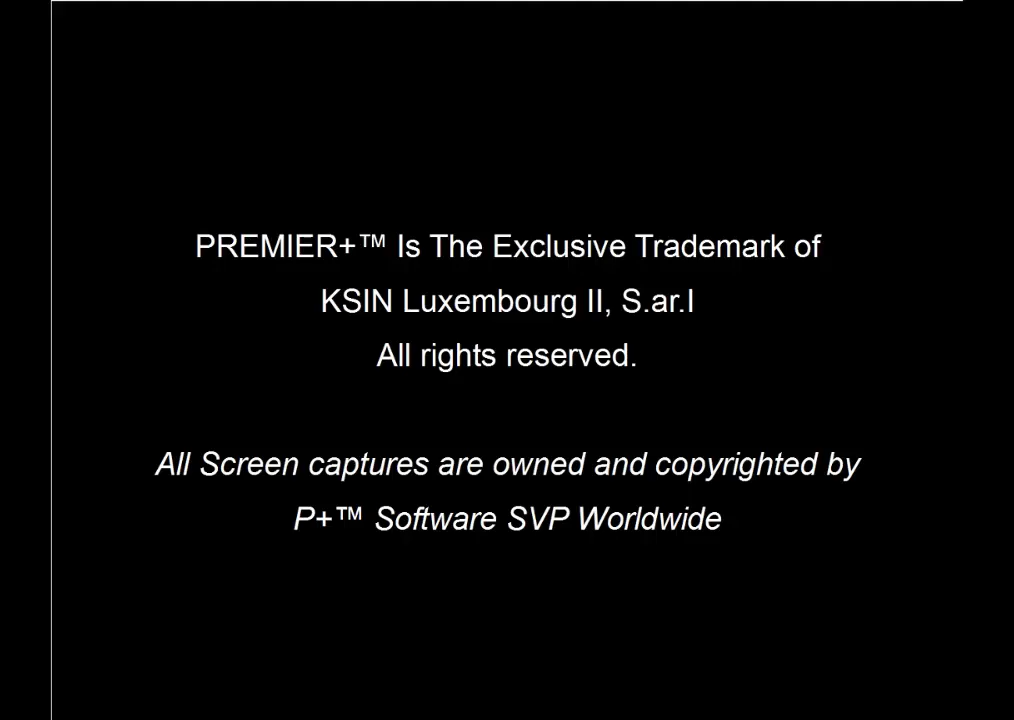 PREMIER+™ Is The Exclusive Trademark of
KSIN Luxembourg II, S.ar.l
All rights reserved.
All Screen captures are owned and copyrighted by
P+™ Software SVP Worldwide